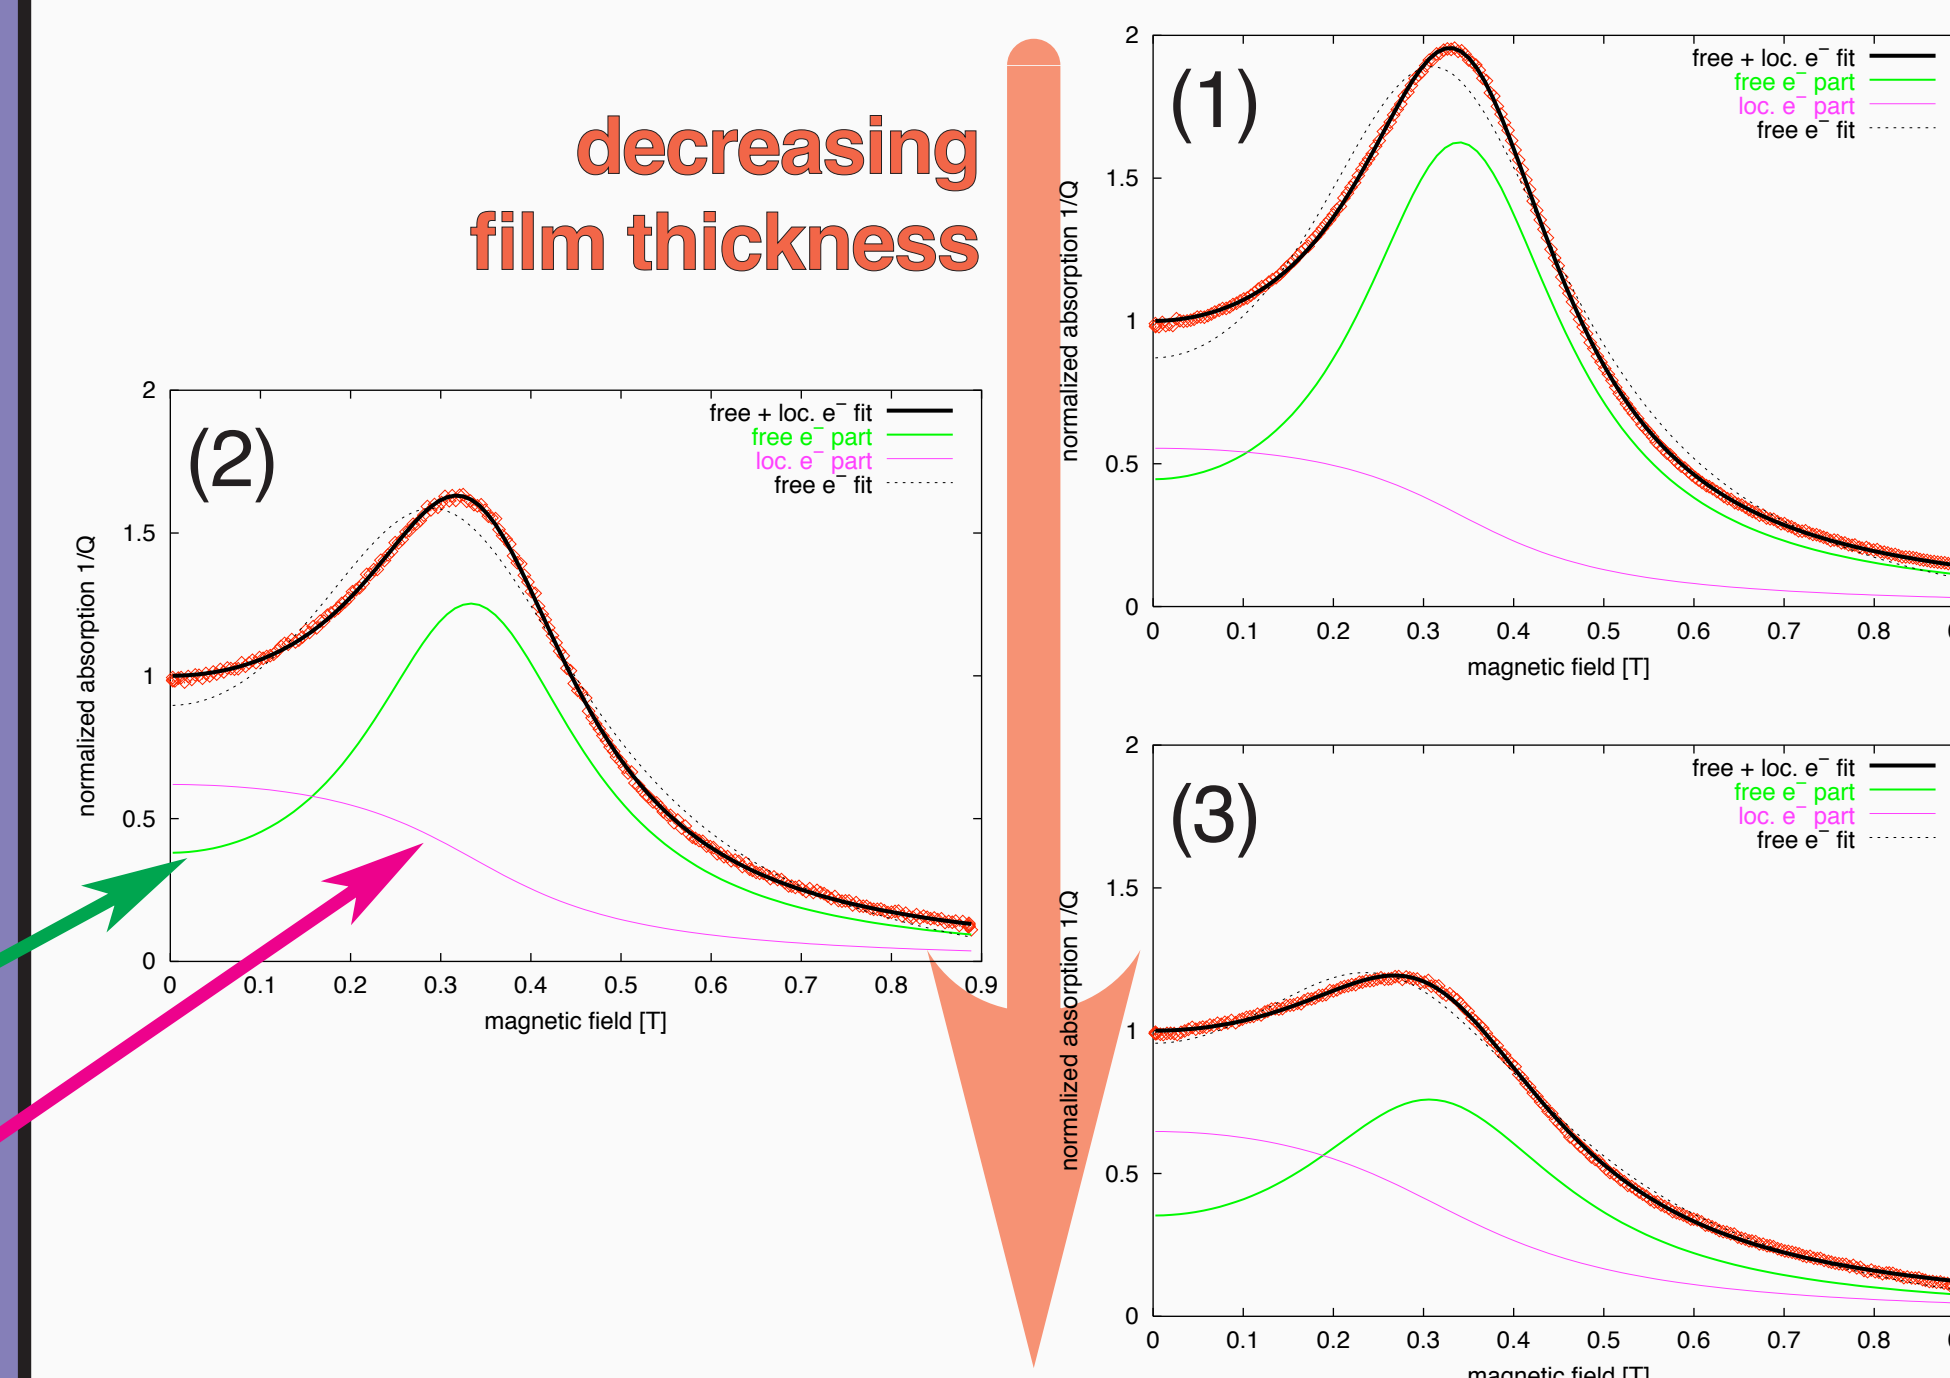 decreasing
film thickness
(1)
free + loc. e⁻ fit
free e⁻ part
loc. e⁻ part
free e⁻ fit
normalized absorption 1/Q
2
1.5
1
0.5
0
0 0.1 0.2 0.3 0.4 0.5 0.6 0.7 0.8
magnetic field [T]
(2)
free + loc. e⁻ fit
free e⁻ part
loc. e⁻ part
free e⁻ fit
normalized absorption 1/Q
2
1.5
1
0.5
0
0 0.1 0.2 0.3 0.4 0.5 0.6 0.7 0.8 0.9
magnetic field [T]
(3)
free + loc. e⁻ fit
free e⁻ part
loc. e⁻ part
free e⁻ fit
normalized absorption 1/Q
2
1.5
1
0.5
0
0 0.1 0.2 0.3 0.4 0.5 0.6 0.7 0.8
magnetic field [T]